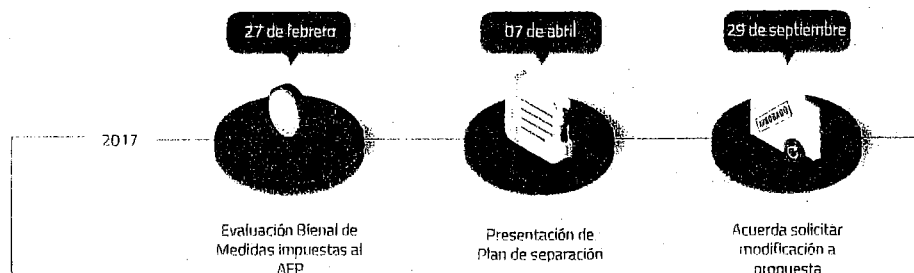 27 de febrero
07 de abril
29 de septiembre
2017
Evaluación Bienal de
Medidas impuestas al
AEP
Presentación de
Plan de separación
Acuerda solicitar
modificación a
propuesta